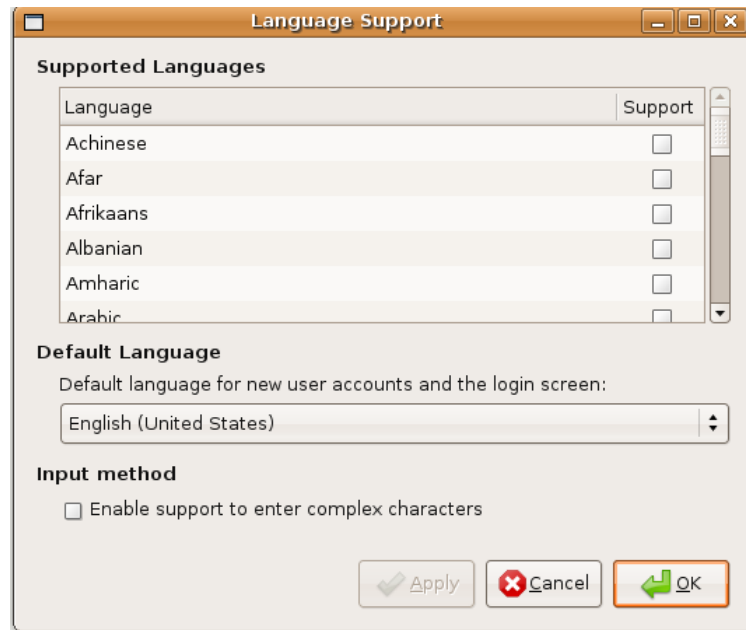 Language Support
Supported Languages
Language Support
Achinese
Afar
Afrikaans
Albanian
Amharic
Arabic
Default Language
Default language for new user accounts and the login screen:
English (United States)
Input method
Enable support to enter complex characters
Apply Cancel OK